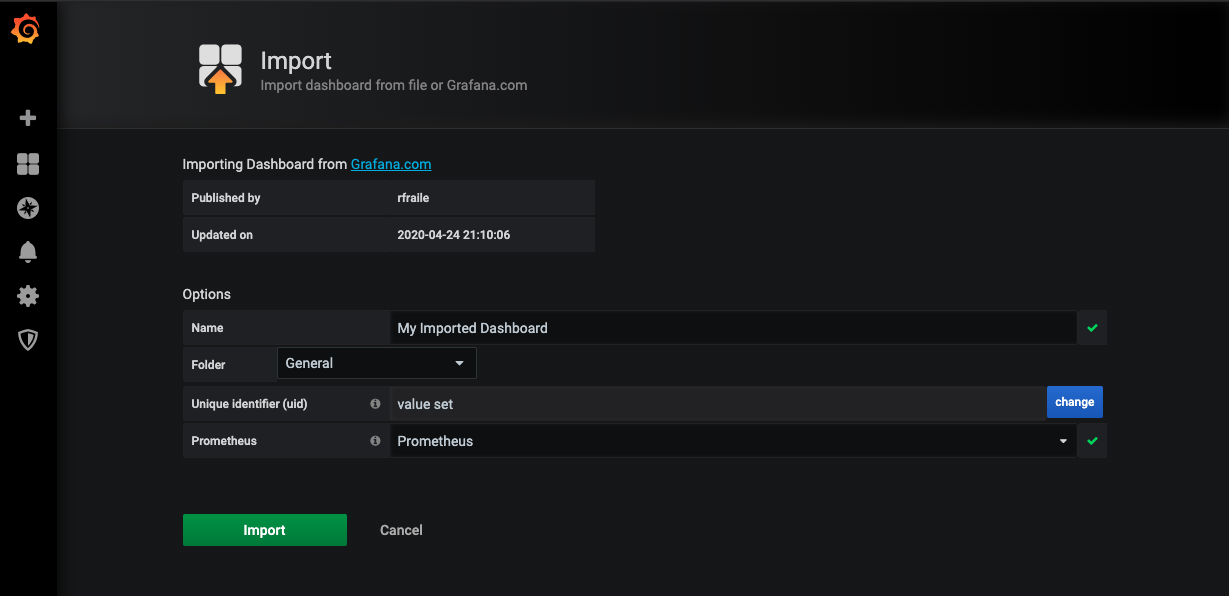 Import
Import dashboard from file or Grafana.com
Importing Dashboard from Grafana.com
Published by rfraile
Updated on 2020-04-24 21:10:06
Options
Name My Imported Dashboard
Folder General
Unique identifier (uid) value set change
Prometheus Prometheus
Import Cancel